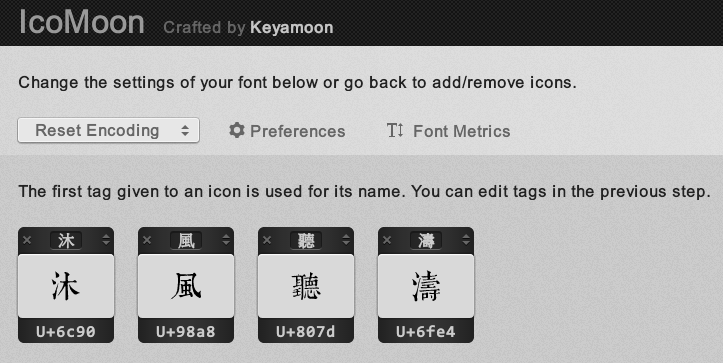 IcoMoon Crafted by Keyamoon
Change the settings of your font below or go back to add/remove icons.
Reset Encoding Preferences Font Metrics
The first tag given to an icon is used for its name. You can edit tags in the previous step.
× 沐 × 風 × 聽 × 濤
沐 風 聽 濤
U+6c90 U+98a8 U+807d U+6fe4